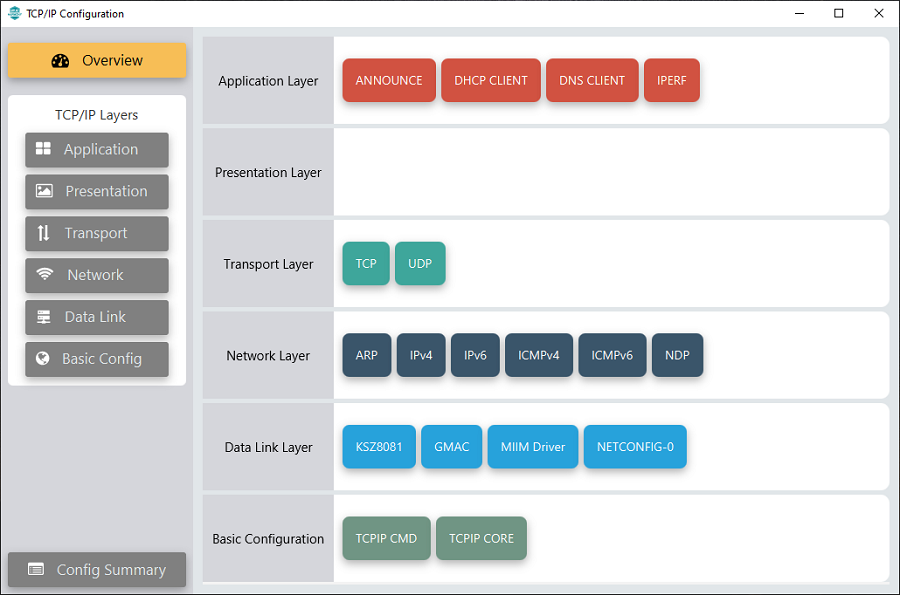 TCP/IP Configuration
Overview
TCP/IP Layers
Application
Presentation
Transport
Network
Data Link
Basic Config
Config Summary
Application Layer
ANNOUNCE DHCP CLIENT DNS CLIENT IPERF
Presentation Layer
Transport Layer
TCP UDP
Network Layer
ARP IPv4 IPv6 ICMPv4 ICMPv6 NDP
Data Link Layer
KSZ8081 GMAC MIIM Driver NETCONFIG-0
Basic Configuration
TCPIP CMD TCPIP CORE